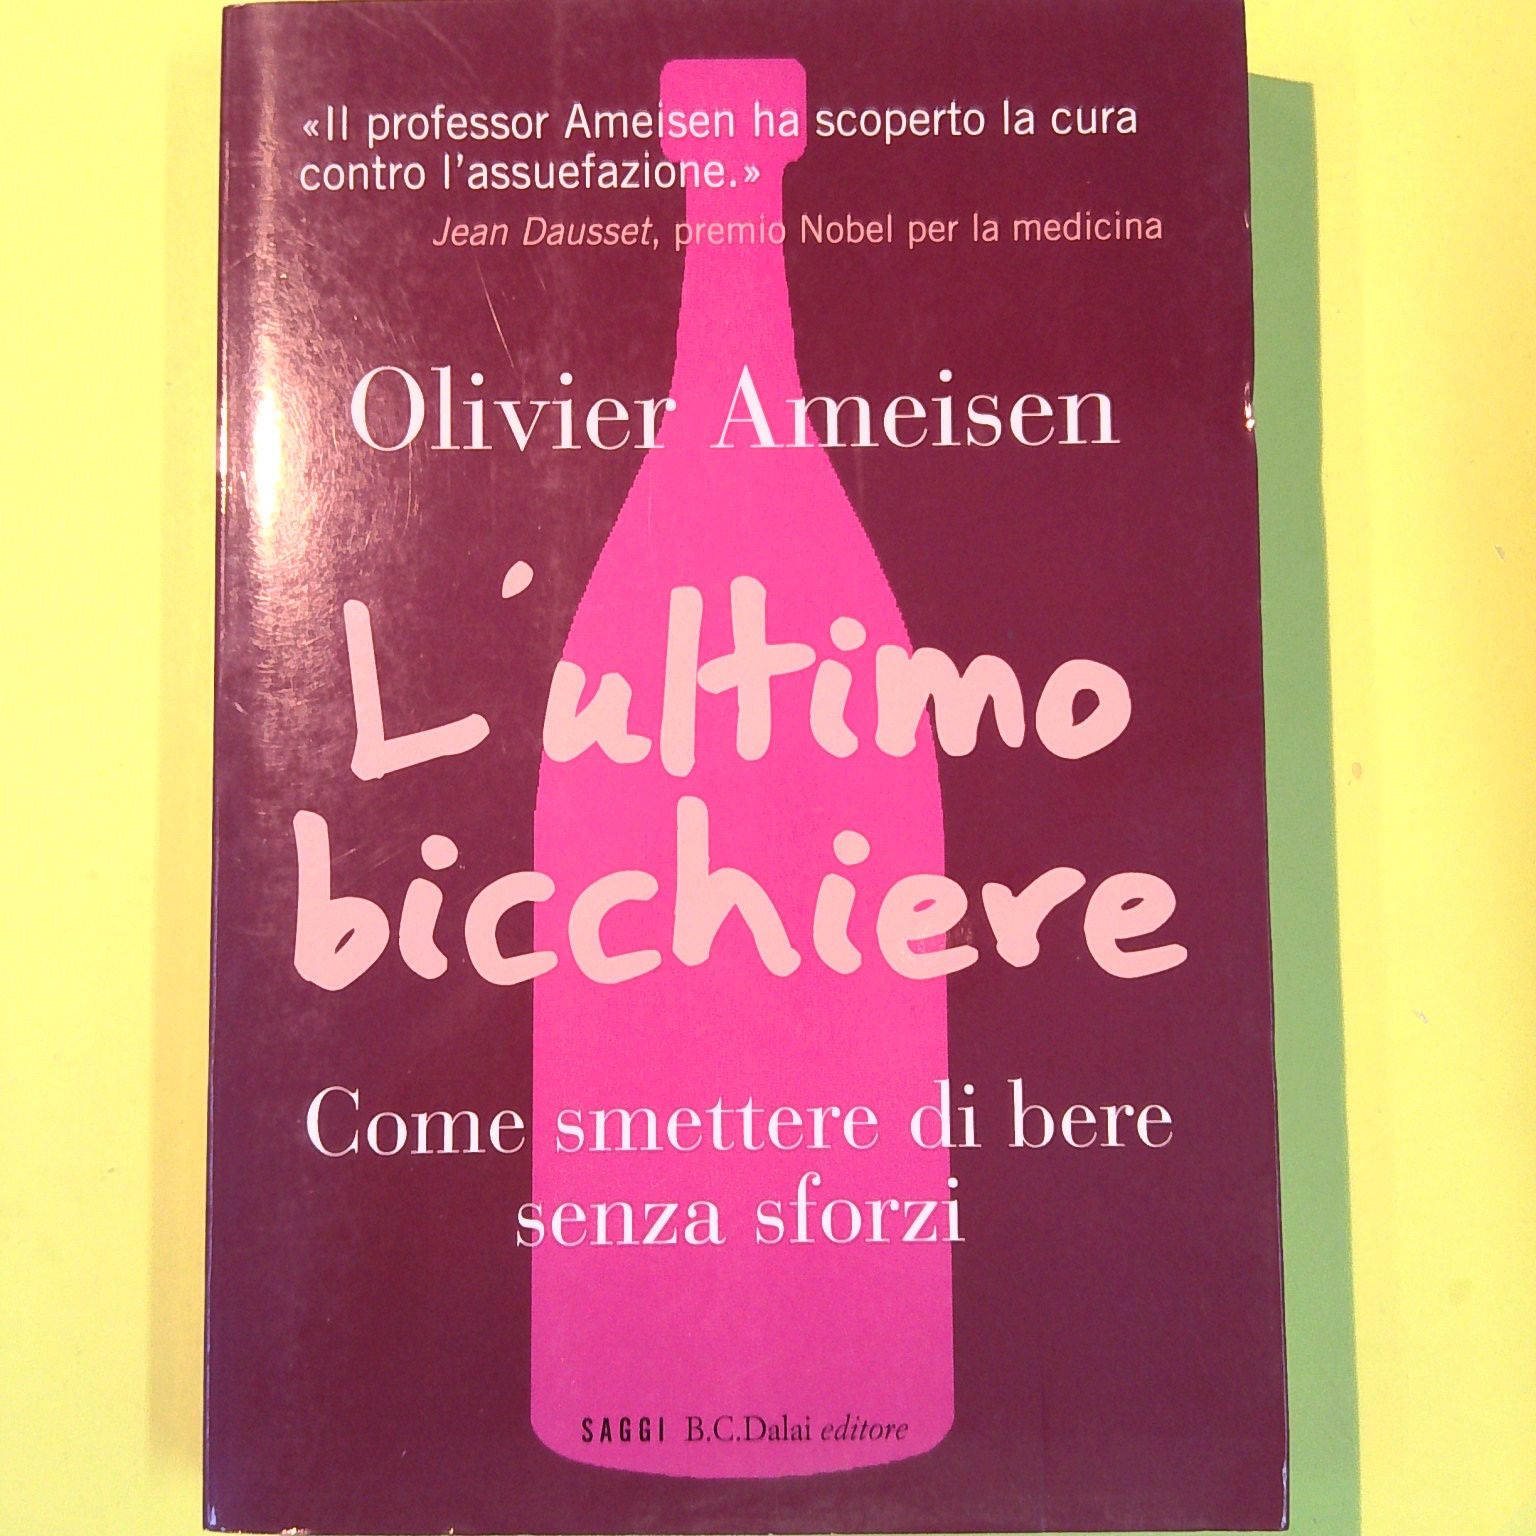 «Il professor Ameisen ha scoperto la cura
contro l'assuefazione.»
Jean Dausset, premio Nobel per la medicina
Olivier Ameisen
L'ultimo
bicchiere
Come smettere di bere
senza sforzi
SAGGI B.C.Dalai editore